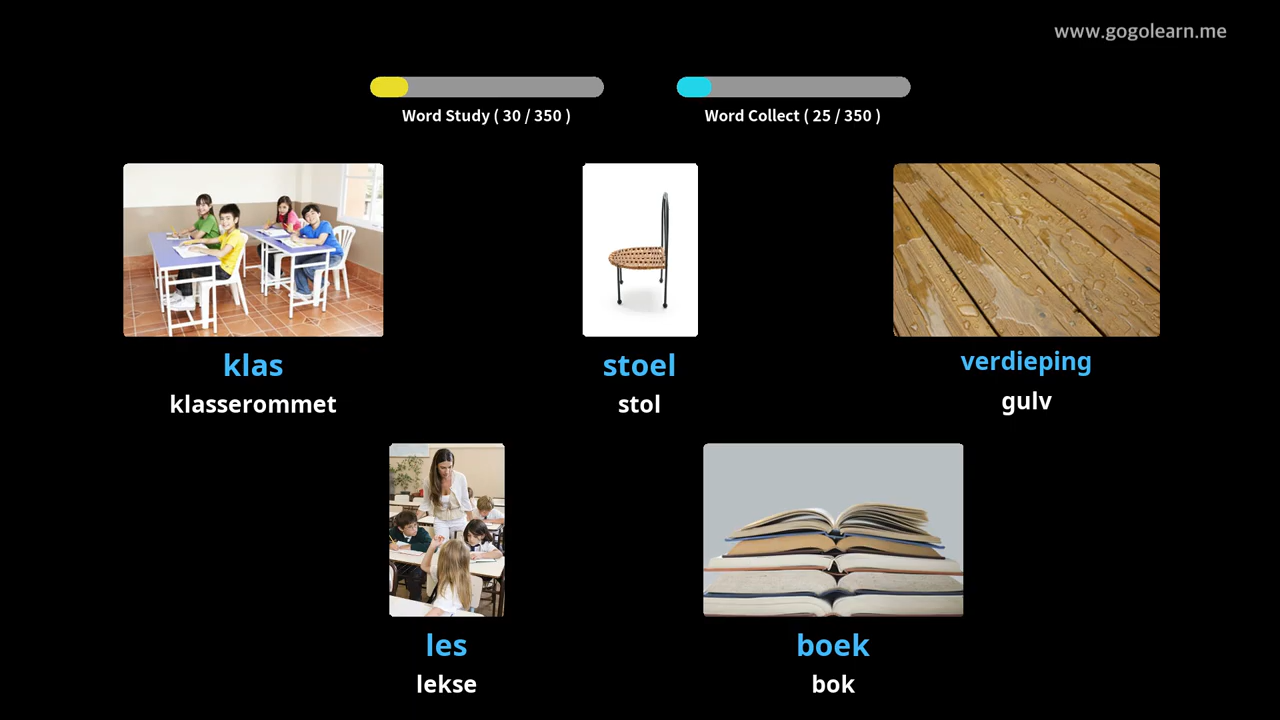 www.gogolearn.me
Word Study ( 30 / 350 )
Word Collect ( 25 / 350 )
klas
klasserommet
stoel
stol
verdieping
gulv
les
lekse
boek
bok